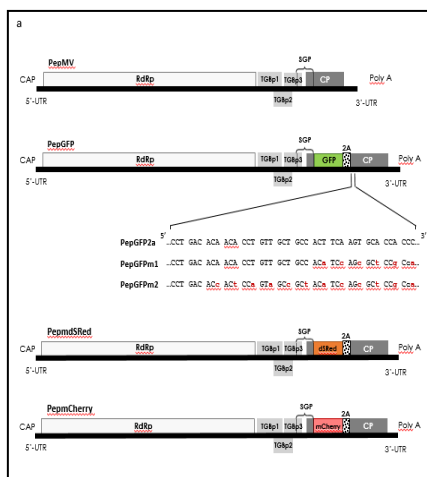 a
PepMV
SGP
CAP RdRp TGBp1 TGBp3 CP Poly A
TGBp2
5'-UTR 3'-UTR
PepGFP
SGP 2A
CAP RdRp TGBp1 TGBp3 GFP CP Poly A
TGBp2
5'-UTR 3'-UTR
5' 3'
PepGFP2a ..CCT GAC ACA ACA CCT GTT GCT GCC ACT TCA AGT GCA CCA CCC..
PepGFPm1 ..CCT GAC ACA ACA CCT GTT GCT GCC ACa TCc AGc GCt CCg CCa..
PepGFPm2 ..CCT GAC ACc ACt CCa GTa GCc GCt ACa TCc AGc GCt CCg CCa..
PepmdSRed
SGP 2A
CAP RdRp TGBp1 TGBp3 dSRed CP Poly A
TGBp2
5'-UTR 3'-UTR
PepmCherry
SGP 2A
CAP RdRp TGBp1 TGBp3 mCherry CP Poly A
TGBp2
5'-UTR 3'-UTR